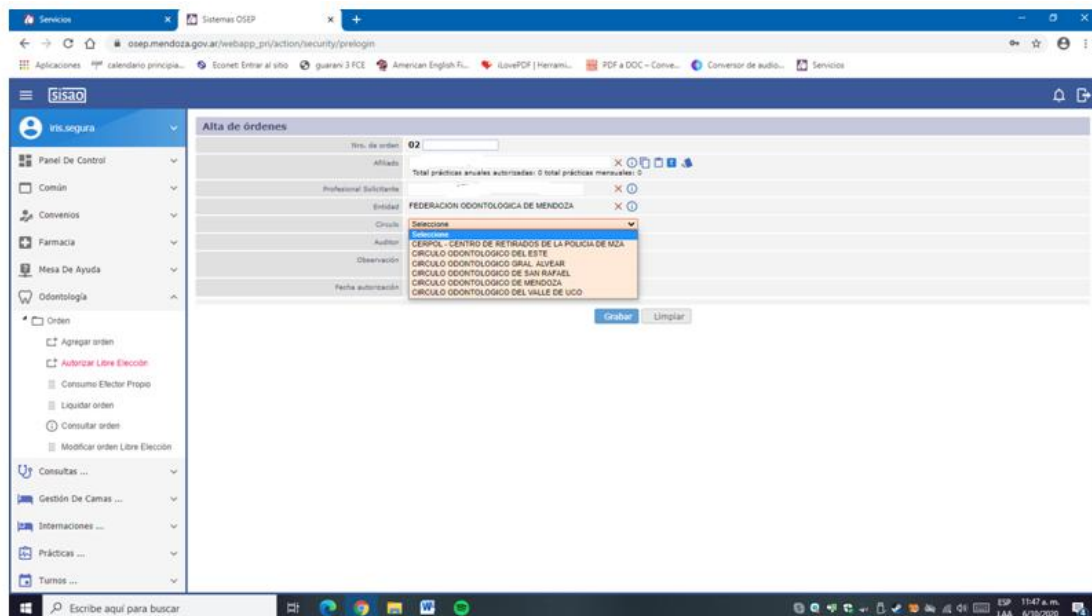 Servicios
Sistemas OSEP
osep.mendoza.gov.ar/webapp_pri/action/security/prelogin
Aplicaciones calendario principia... Econet: Entrar al sitio guarani 3 FCE American English Fi... iLovePDF | Herrami... PDF a DOC – Conve... Conversor de audio... Servicios
sisao
iris.segura
Alta de órdenes
Nro. de orden 02
Panel De Control
Afiliado
Total prácticas anuales autorizadas: 0 total prácticas mensuales: 0
Común
Profesional Solicitante
Convenios
Entidad FEDERACION ODONTOLOGICA DE MENDOZA
Círculo Seleccione
Seleccione
Farmacia
Auditor CERPOL - CENTRO DE RETIRADOS DE LA POLICIA DE MZA
CIRCULO ODONTOLOGICO DEL ESTE
Observación CIRCULO ODONTOLOGICO GRAL. ALVEAR
Mesa De Ayuda
CIRCULO ODONTOLOGICO DE SAN RAFAEL
CIRCULO ODONTOLOGICO DE MENDOZA
Fecha autorización CIRCULO ODONTOLOGICO DEL VALLE DE UCO
Odontología
Grabar Limpiar
Orden
Agregar orden
Autorizar Libre Elección
Consumo Efector Propio
Liquidar orden
Consultar orden
Modificar orden Libre Elección
Consultas ...
Gestión De Camas ...
Internaciones ...
Prácticas ...
Turnos ...
Escribe aquí para buscar
ESP 11:47 a. m.
LAA 6/10/2020